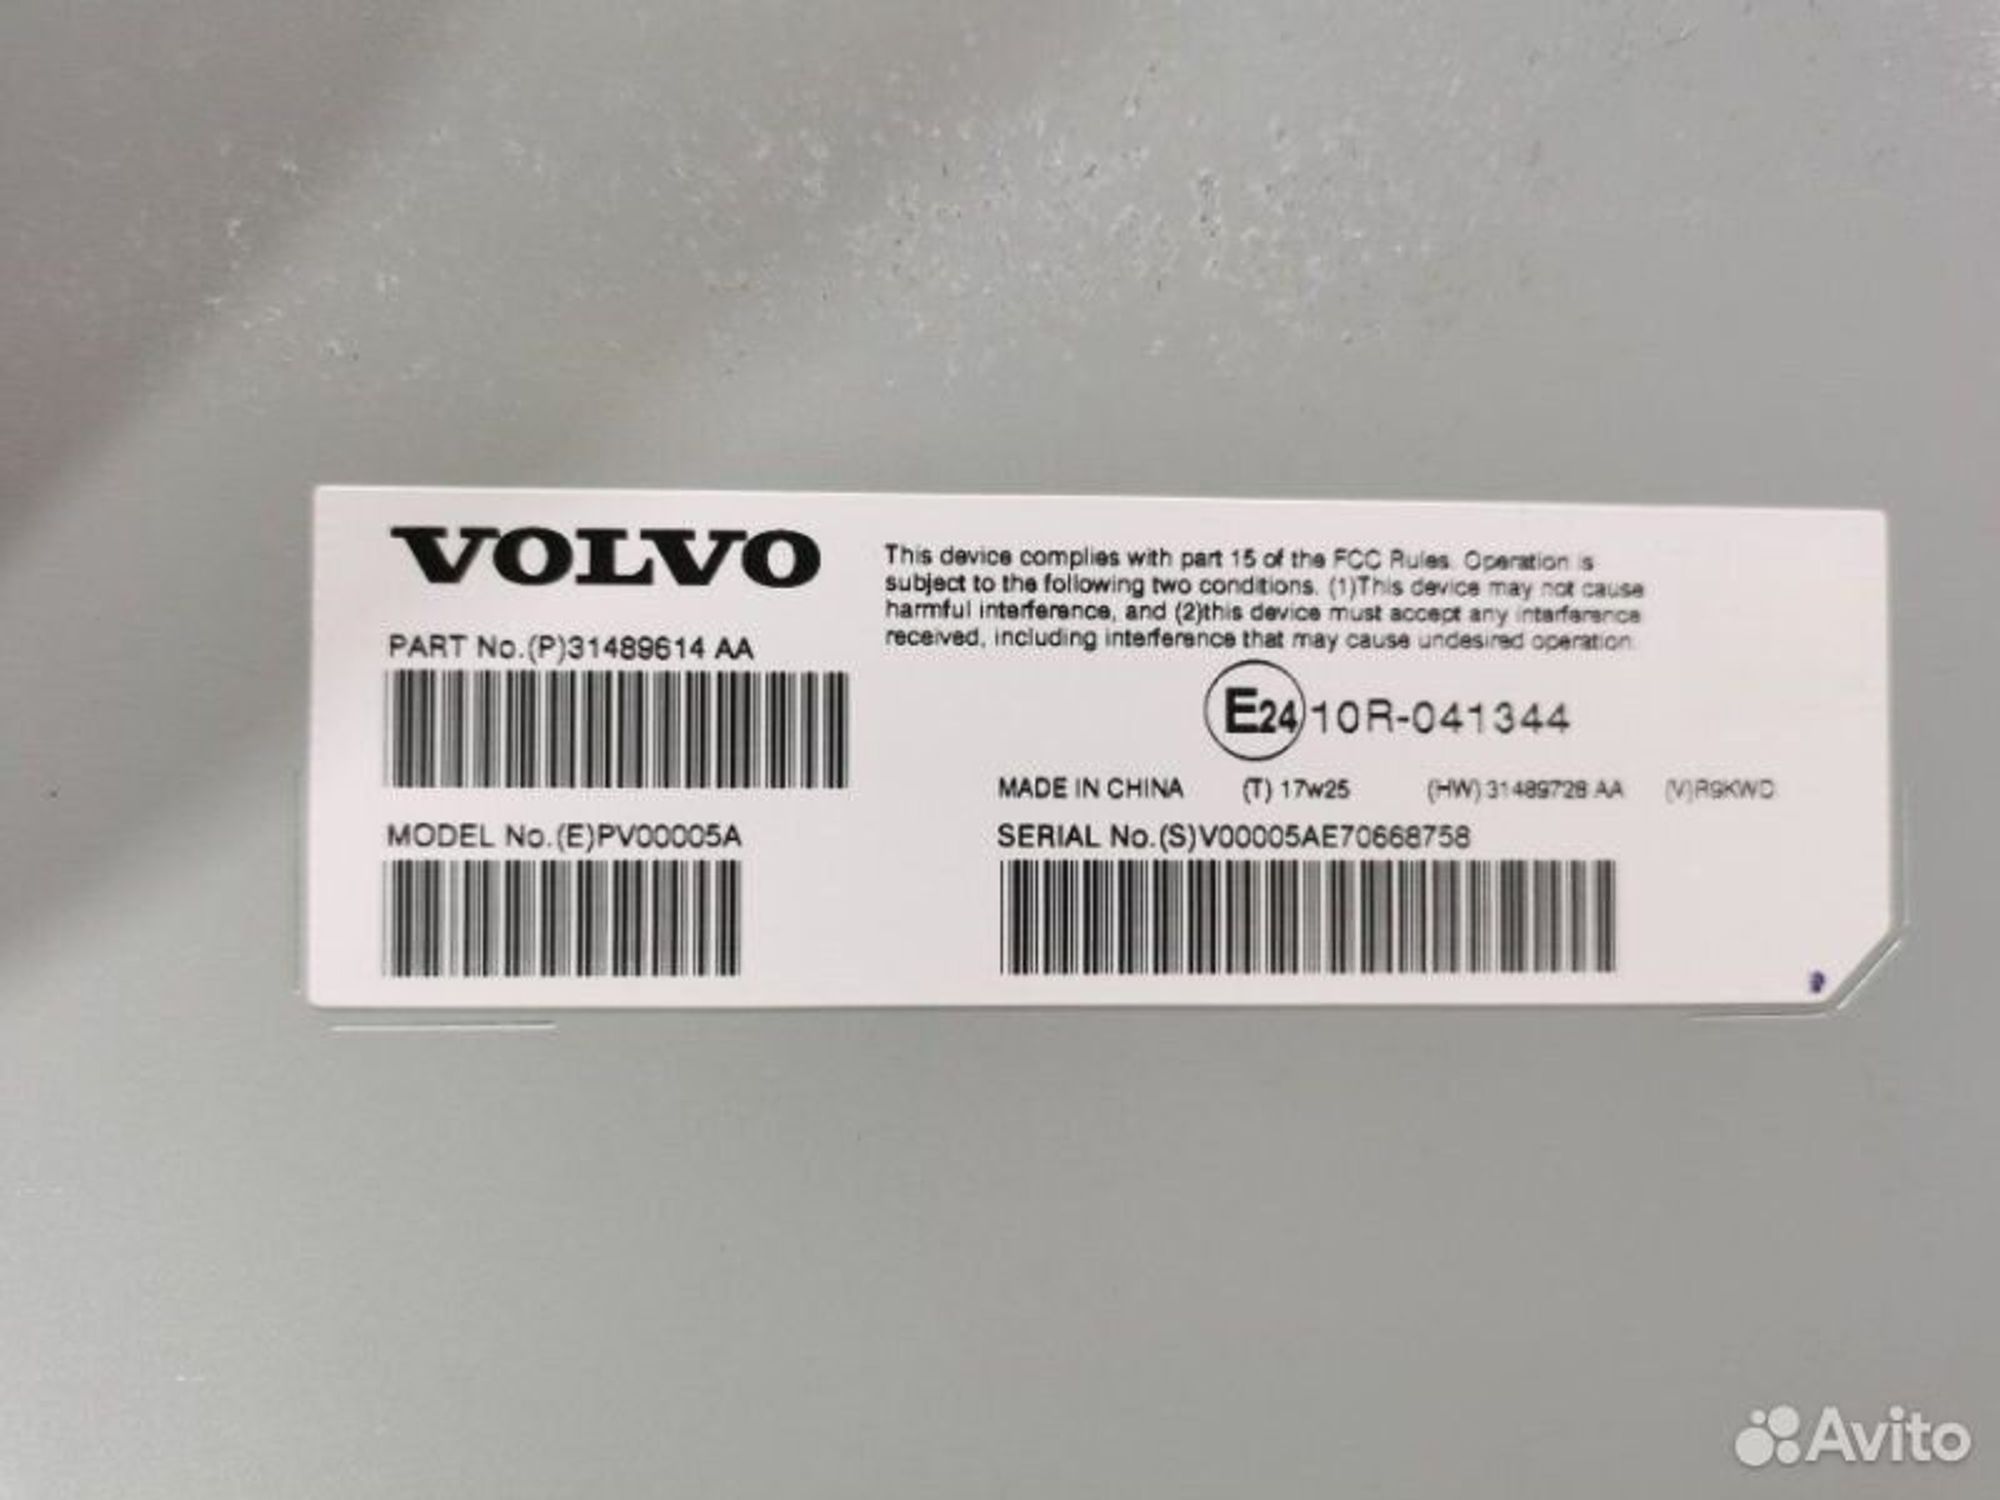 VOLVO
This device complies with part 15 of the FCC Rules. Operation is
subject to the following two conditions. (1)This device may not cause
harmful interference, and (2)this device must accept any interference
received, including interference that may cause undesired operation.
PART No.(P)31489614 AA
E24 10R-041344
MADE IN CHINA (T) 17w25 (HW) 31489728 AA (V)R9KWD
MODEL No.(E)PV00005A
SERIAL No.(S)V00005AE70668758
Avito